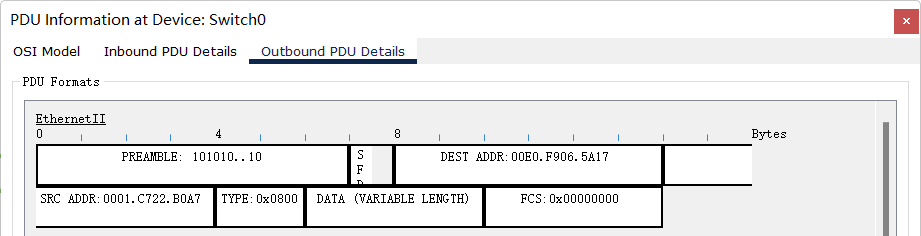 PDU Information at Device: Switch0
OSI Model Inbound PDU Details Outbound PDU Details
PDU Formats
EthernetII
0 4 8 Bytes
PREAMBLE: 101010..10 SFD DEST ADDR:00E0.F906.5A17
SRC ADDR:0001.C722.B0A7 TYPE:0x0800 DATA (VARIABLE LENGTH) FCS:0x00000000